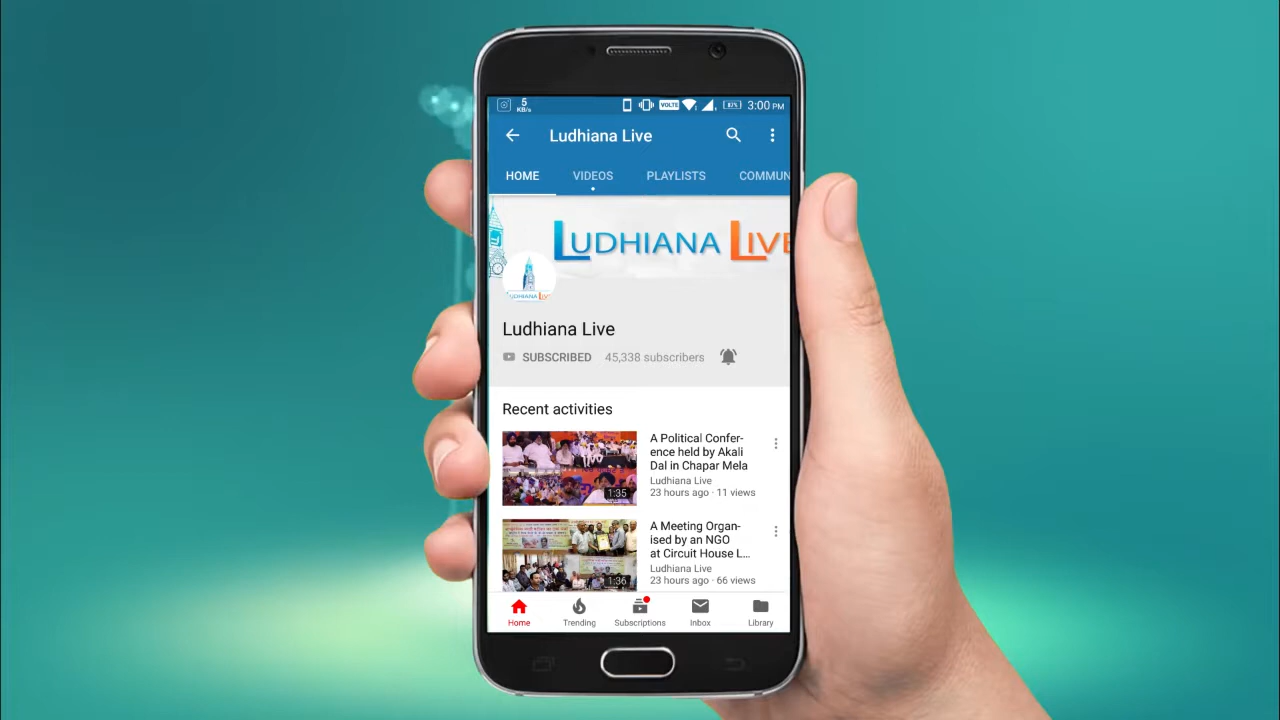 5
KB/s
VOLTE
87%
3:00 PM
Ludhiana Live
HOME
VIDEOS
PLAYLISTS
COMMUN
LUDHIANA LIVE
LUDHIANA LIVE
Ludhiana Live
SUBSCRIBED
45,338 subscribers
Recent activities
1:35
A Political Confer-
ence held by Akali
Dal in Chapar Mela
Ludhiana Live
23 hours ago · 11 views
1:36
A Meeting Organ-
ised by an NGO
at Circuit House L...
Ludhiana Live
23 hours ago · 66 views
Home
Trending
Subscriptions
Inbox
Library